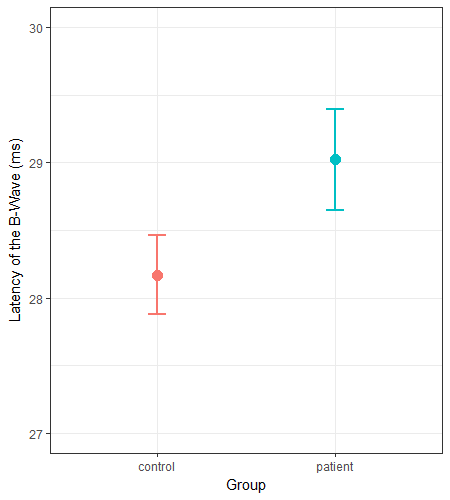 Latency of the B-Wave (ms)
30
29
28
27
control patient
Group